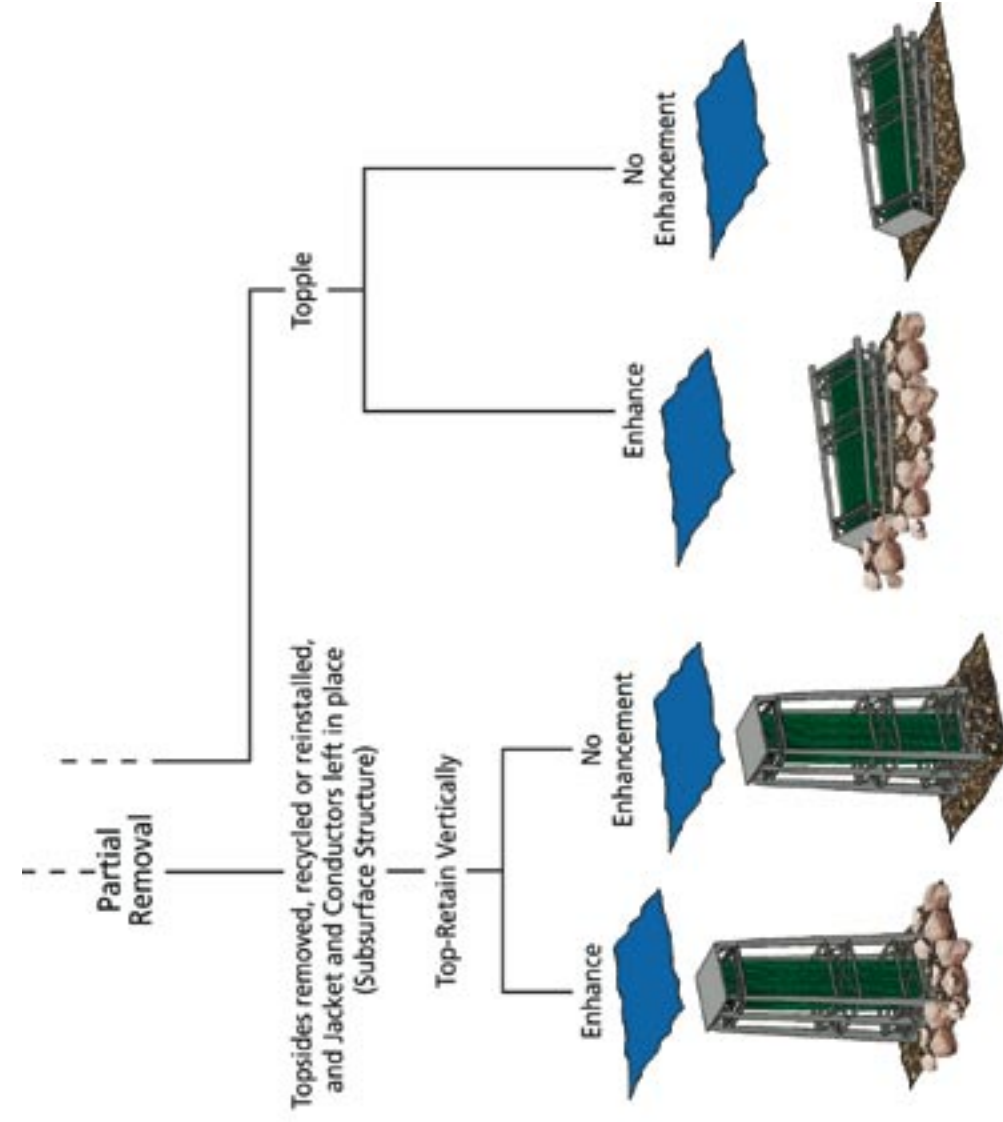 Partial
Removal
Topsides removed, recycled or reinstalled,
and Jacket and Conductors left in place
(Subsurface Structure)
Top-Retain Vertically
Enhance
No
Enhancement
Topple
Enhance
No
Enhancement